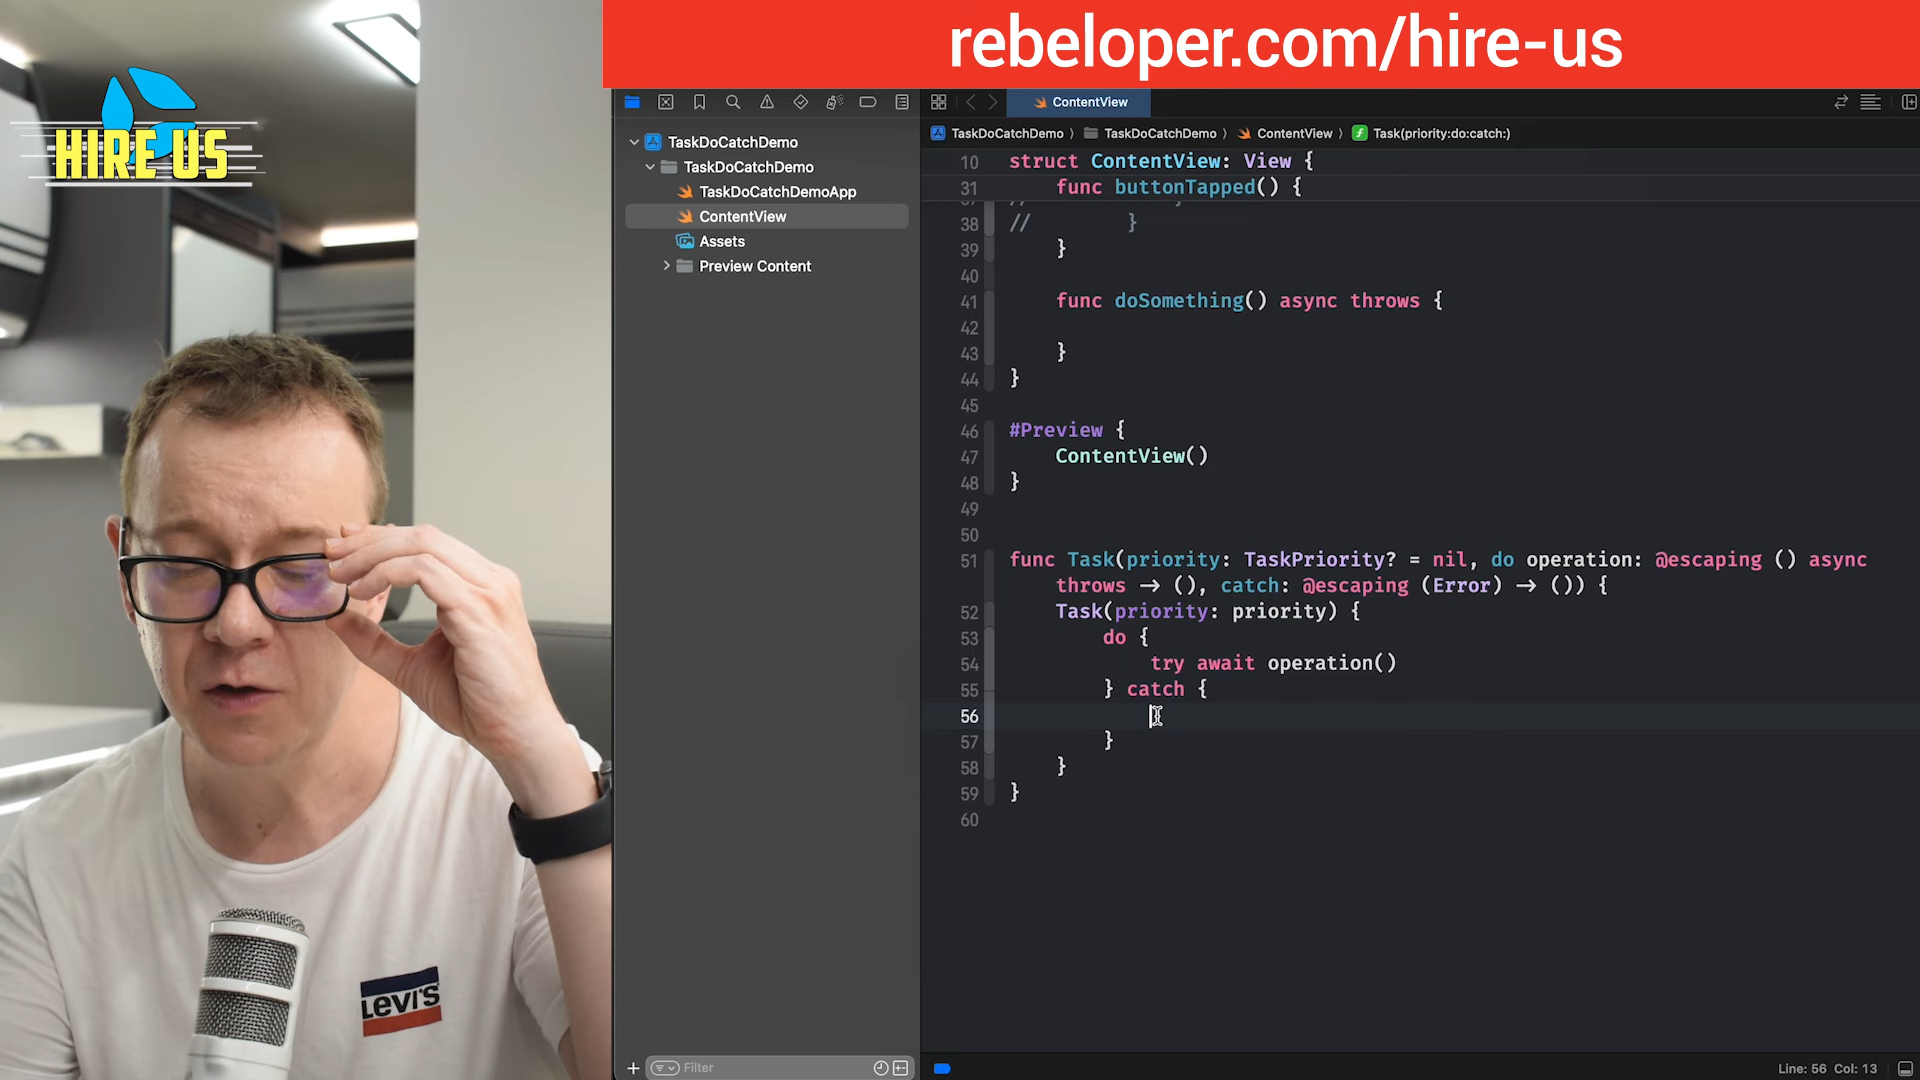 rebeloper.com/hire-us
HIRE US
ContentView
TaskDoCatchDemo
TaskDoCatchDemo
ContentView
Task(priority:do:catch:)
TaskDoCatchDemo
TaskDoCatchDemo
TaskDoCatchDemoApp
ContentView
Assets
Preview Content
10 struct ContentView: View {
31 func buttonTapped() {
38 // }
39 }
40
41 func doSomething() async throws {
42
43 }
44 }
45
46 #Preview {
47 ContentView()
48 }
49
50
51 func Task(priority: TaskPriority? = nil, do operation: @escaping () async
throws -> (), catch: @escaping (Error) -> ()) {
52 Task(priority: priority) {
53 do {
54 try await operation()
55 } catch {
56
57 }
58 }
59 }
60
LEVI'S
Filter
Line: 56 Col: 13